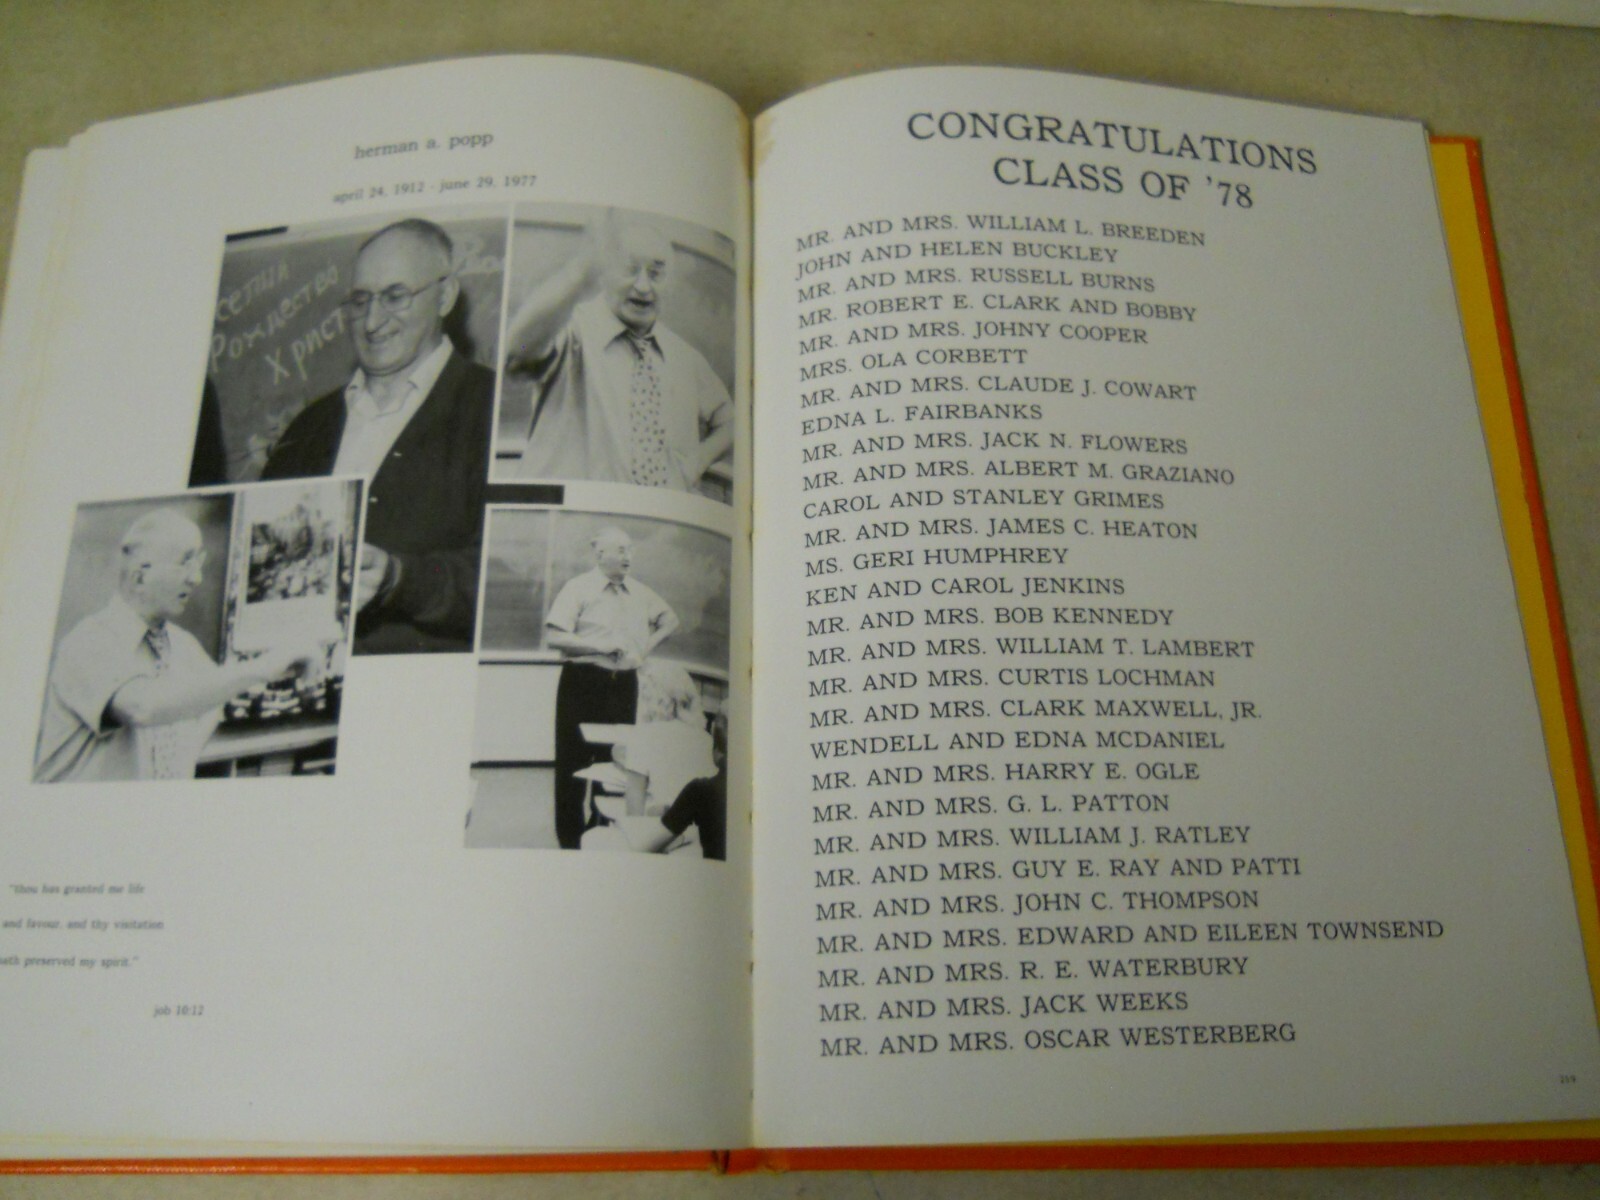 herman a. popp
april 24, 1912 - june 29, 1977
Рождество
Христ
"thou has granted me life
and favour, and thy visitation
preserved my spirit."
job 10:12
CONGRATULATIONS
CLASS OF '78
MR. AND MRS. WILLIAM L. BREEDEN
JOHN AND HELEN BUCKLEY
MR. AND MRS. RUSSELL BURNS
MR. ROBERT E. CLARK AND BOBBY
MR. AND MRS. JOHNY COOPER
MRS. OLA CORBETT
MR. AND MRS. CLAUDE J. COWART
EDNA L. FAIRBANKS
MR. AND MRS. JACK N. FLOWERS
MR. AND MRS. ALBERT M. GRAZIANO
CAROL AND STANLEY GRIMES
MR. AND MRS. JAMES C. HEATON
MS. GERI HUMPHREY
KEN AND CAROL JENKINS
MR. AND MRS. BOB KENNEDY
MR. AND MRS. WILLIAM T. LAMBERT
MR. AND MRS. CURTIS LOCHMAN
MR. AND MRS. CLARK MAXWELL, JR.
WENDELL AND EDNA MCDANIEL
MR. AND MRS. HARRY E. OGLE
MR. AND MRS. G. L. PATTON
MR. AND MRS. WILLIAM J. RATLEY
MR. AND MRS. GUY E. RAY AND PATTI
MR. AND MRS. JOHN C. THOMPSON
MR. AND MRS. EDWARD AND EILEEN TOWNSEND
MR. AND MRS. R. E. WATERBURY
MR. AND MRS. JACK WEEKS
MR. AND MRS. OSCAR WESTERBERG